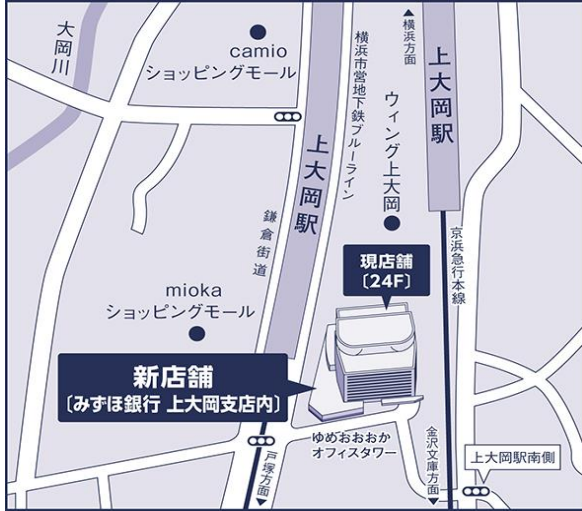 大岡川
camio
ショッピングモール
横浜市営地下鉄ブルーライン
▲横浜方面
上大岡駅
上大岡駅
ウィング上大岡
鎌倉街道
京浜急行本線
現店舗
〔24F〕
mioka
ショッピングモール
新店舗
〔みずほ銀行 上大岡支店内〕
ゆめおおおか
オフィスタワー
戸塚方面▼
金沢文庫方面▼
上大岡駅南側